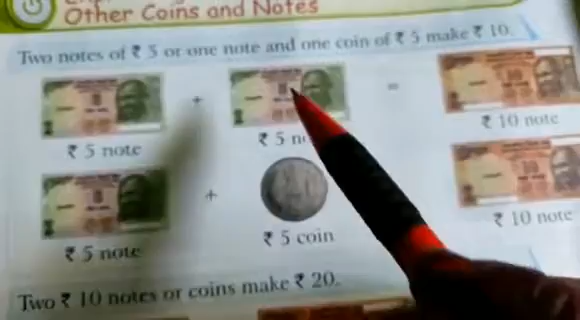 Other Coins and Notes
Two notes of ₹ 5 or one note and one coin of ₹ 5 make ₹ 10.
+ =
₹ 5 note ₹ 5 ₹ 10 note
+
₹ 5 note ₹ 5 coin ₹ 10 note
Two ₹ 10 notes or coins make ₹ 20.